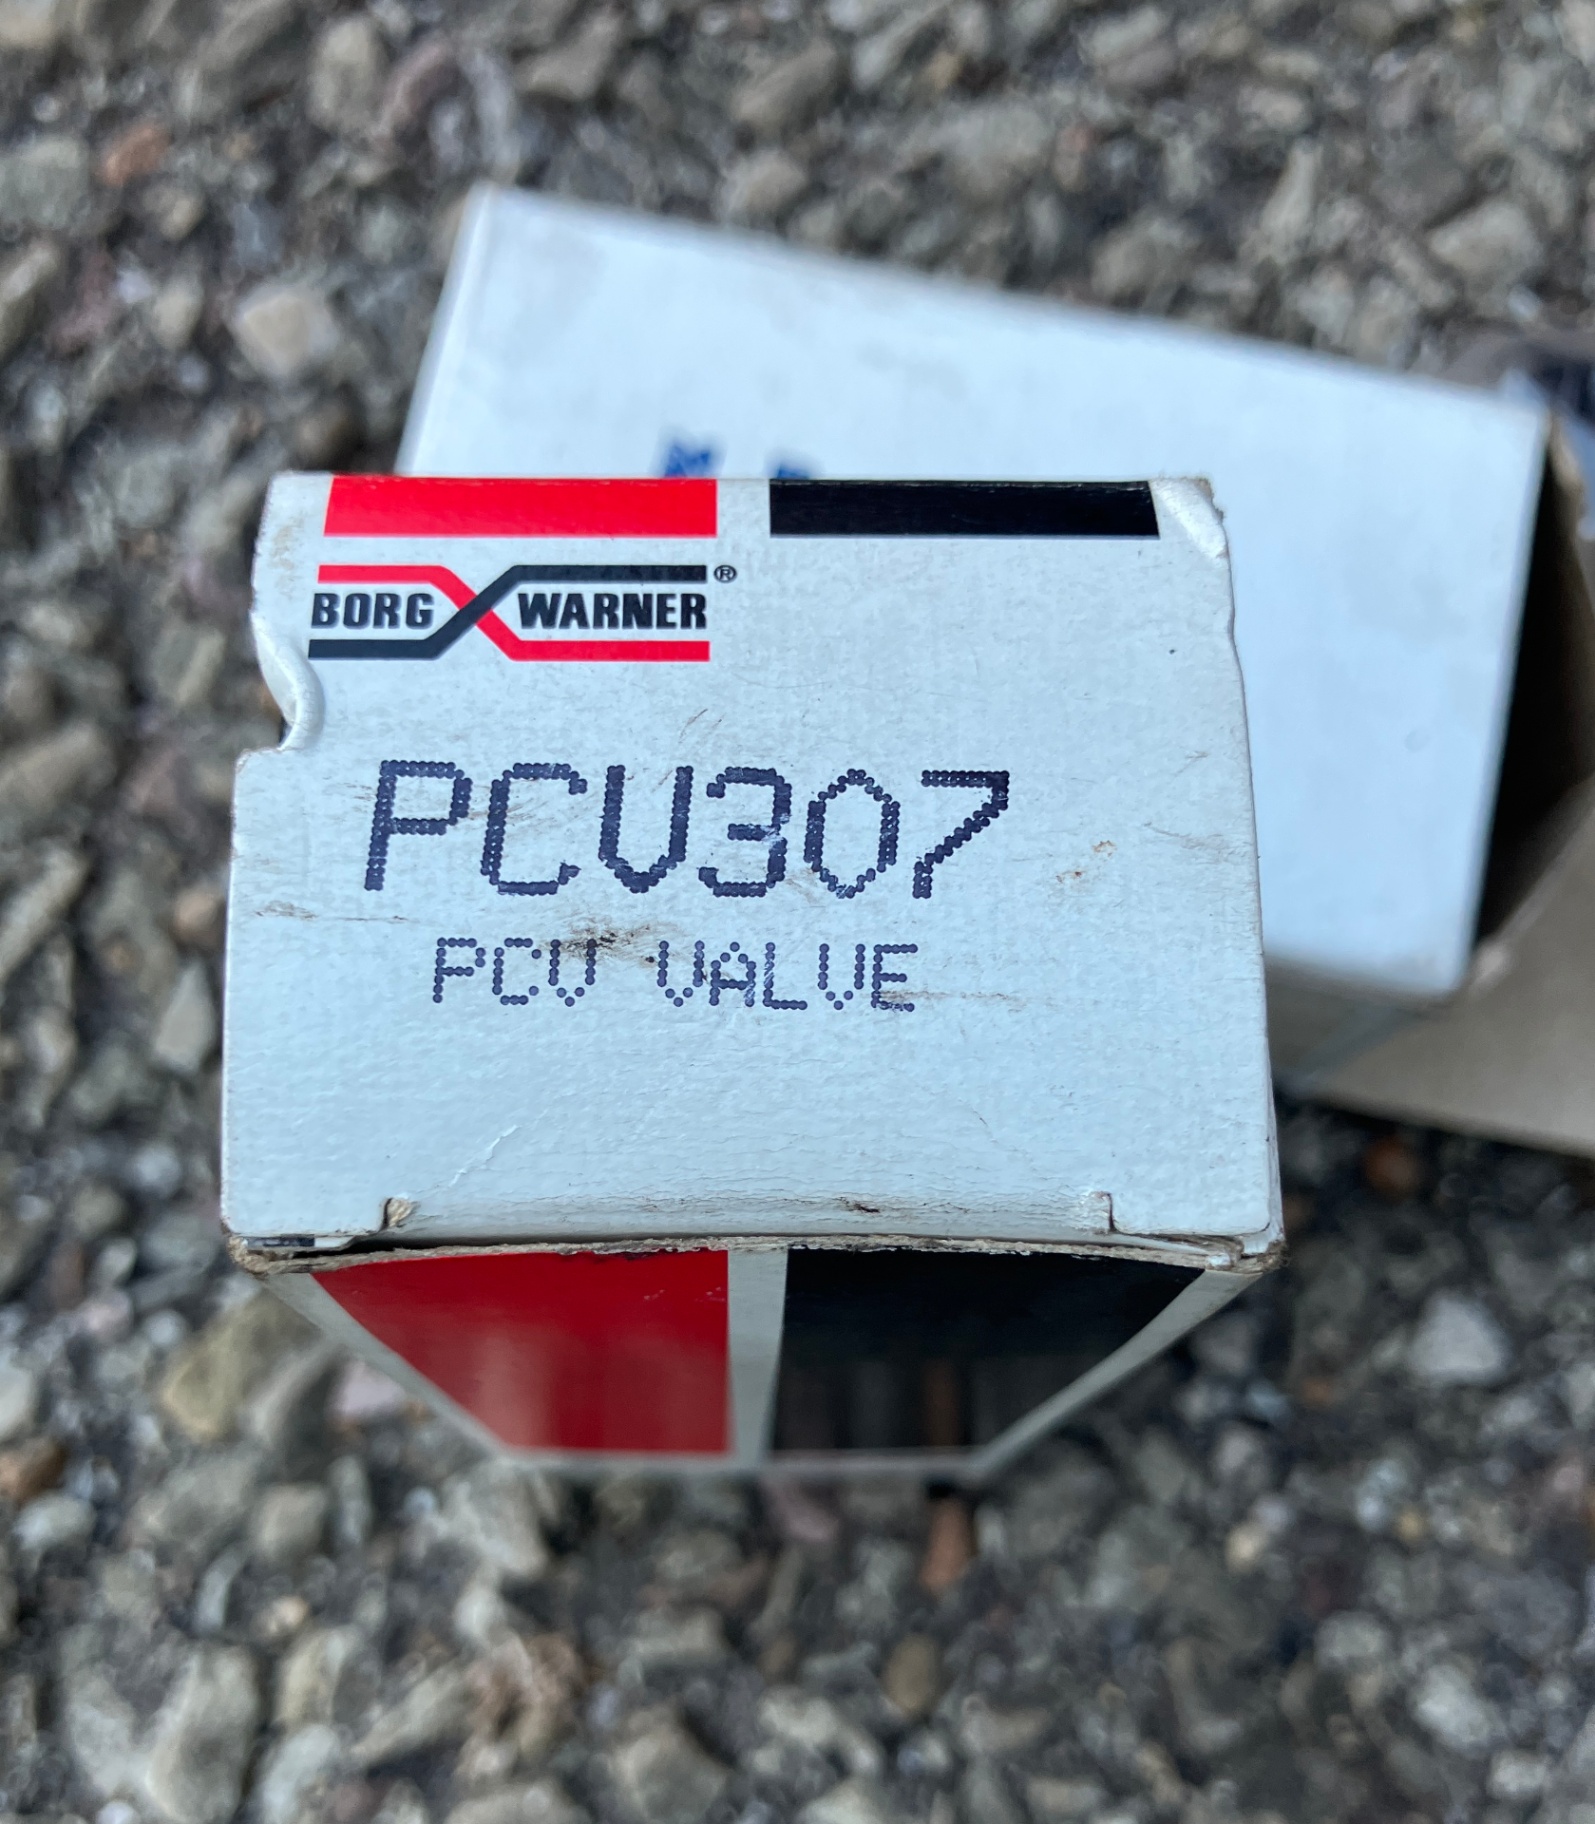 BORG WARNER®
PCV307
PCV VALVE